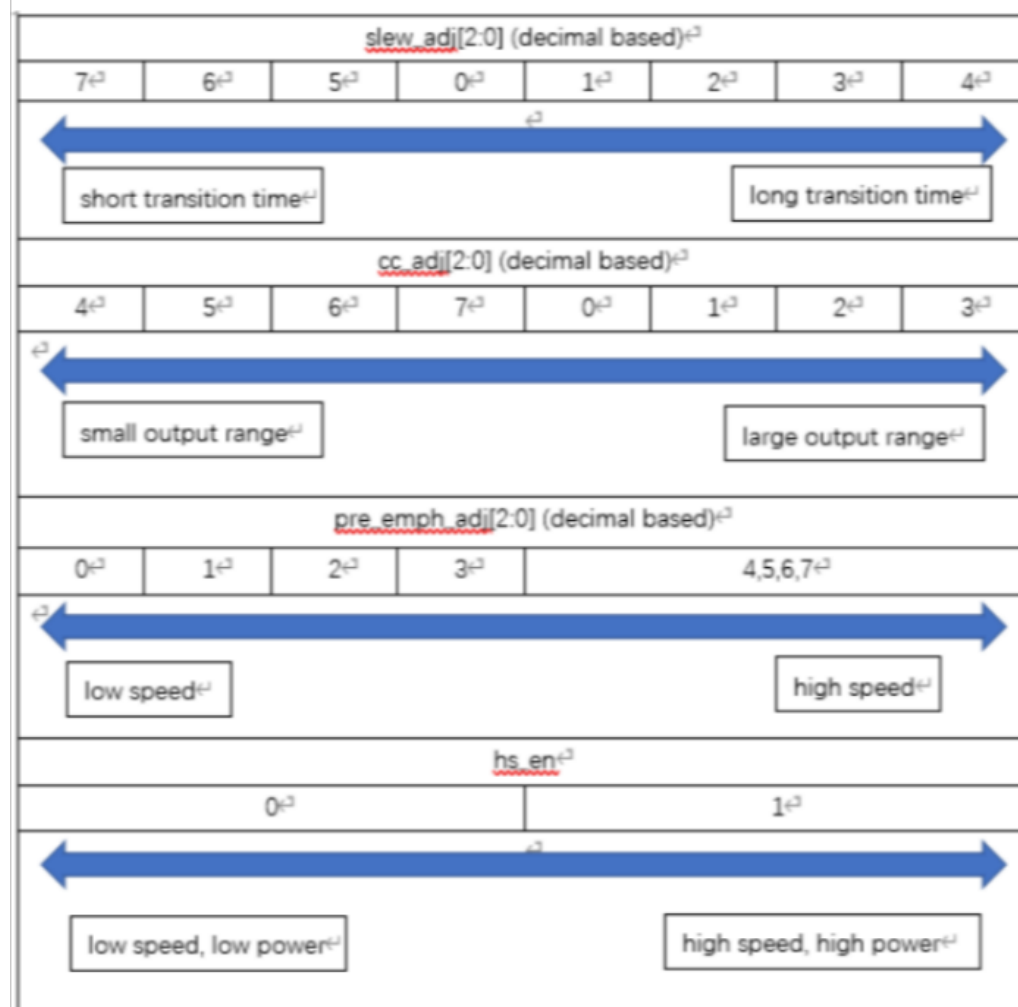 slew_adj[2:0] (decimal based)↵
7↵ 6↵ 5↵ 0↵ 1↵ 2↵ 3↵ 4↵
↵
short transition time↵ long transition time↵
cc_adj[2:0] (decimal based)↵
4↵ 5↵ 6↵ 7↵ 0↵ 1↵ 2↵ 3↵
↵
small output range↵ large output range↵
pre_emph_adj[2:0] (decimal based)↵
0↵ 1↵ 2↵ 3↵ 4,5,6,7↵
↵
low speed↵ high speed↵
hs_en↵
0↵ 1↵
↵
low speed, low power↵ high speed, high power↵